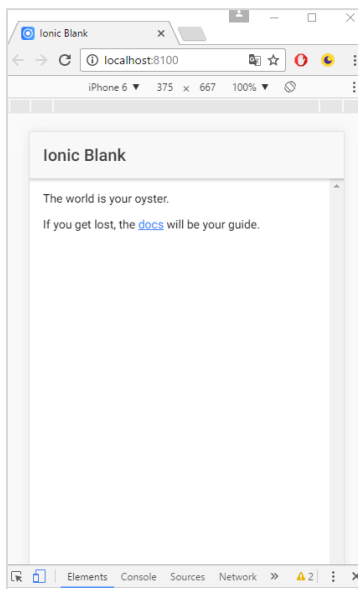 Ionic Blank
localhost:8100
iPhone 6 ▼ 375 × 667 100% ▼
Ionic Blank
The world is your oyster.
If you get lost, the docs will be your guide.
Elements Console Sources Network » 2